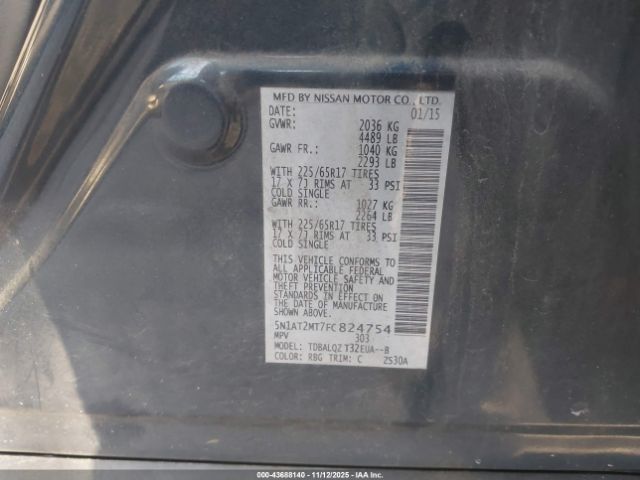 MFD BY NISSAN MOTOR CO., LTD.
DATE: 01/15
GVWR: 2036 KG
4489 LB
GAWR FR.: 1040 KG
2293 LB
WITH 225/65R17 TIRES
17 X 7J RIMS AT 33 PSI
COLD SINGLE
GAWR RR.: 1027 KG
2264 LB
WITH 225/65R17 TIRES
17 X 7J RIMS AT 33 PSI
COLD SINGLE
THIS VEHICLE CONFORMS TO
ALL APPLICABLE FEDERAL
MOTOR VEHICLE SAFETY AND
THEFT PREVENTION
STANDARDS IN EFFECT ON
THE DATE OF MANUFACTURE
SHOWN ABOVE.
5N1AT2MT7FC824754
MPV 303
MODEL: TDBALQZ T32EUA--B
COLOR: RBG TRIM: C 2S30A
000-43688140 - 11/12/2025 - IAAI.COM